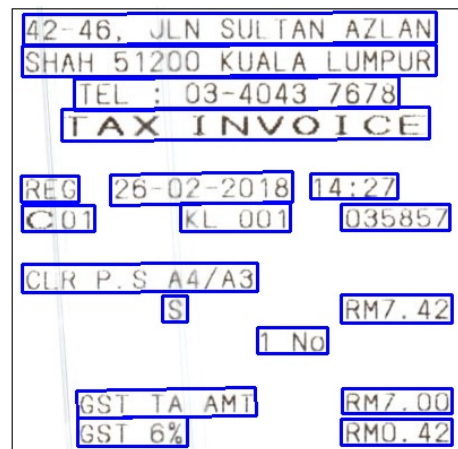 42-46, JLN SULTAN AZLAN
SHAH 51200 KUALA LUMPUR
TEL : 03-4043 7678
TAX INVOICE
REG 26-02-2018 14:27
C01 KL 001 035857
CLR P.S A4/A3
S RM7.42
1 No
GST TA AMT RM7.00
GST 6% RM0.42